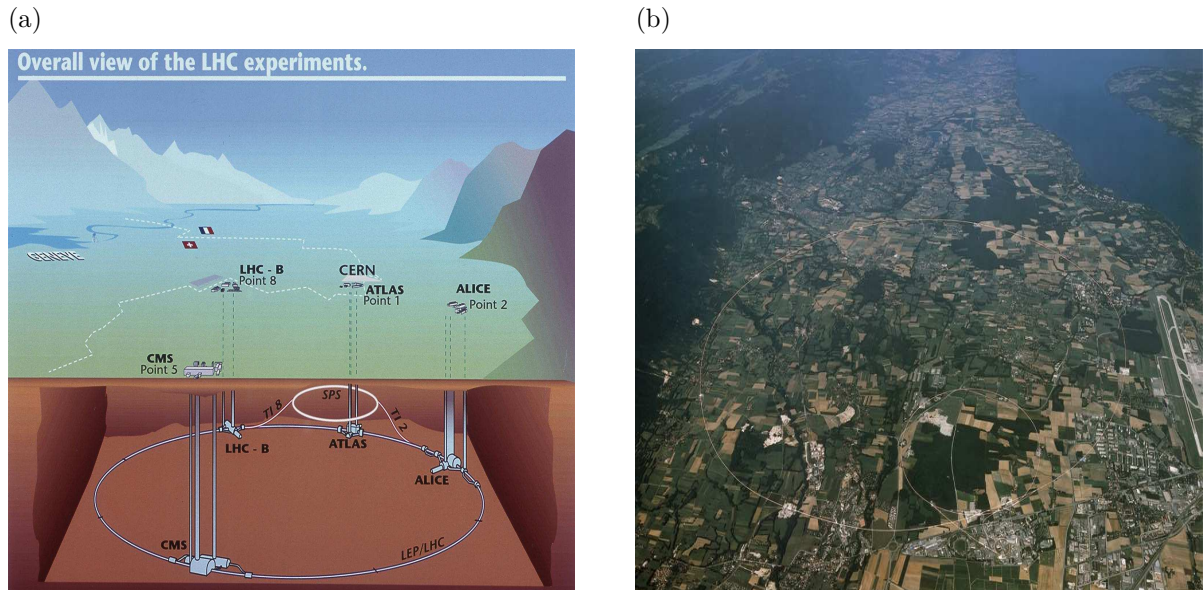 (a)
(b)
Overall view of the LHC experiments.
GENEVE
LHC - B
Point 8
CERN
ATLAS
Point 1
ALICE
Point 2
CMS
Point 5
SPS
TI 8
TI 2
LHC - B
ATLAS
ALICE
CMS
LEP/LHC